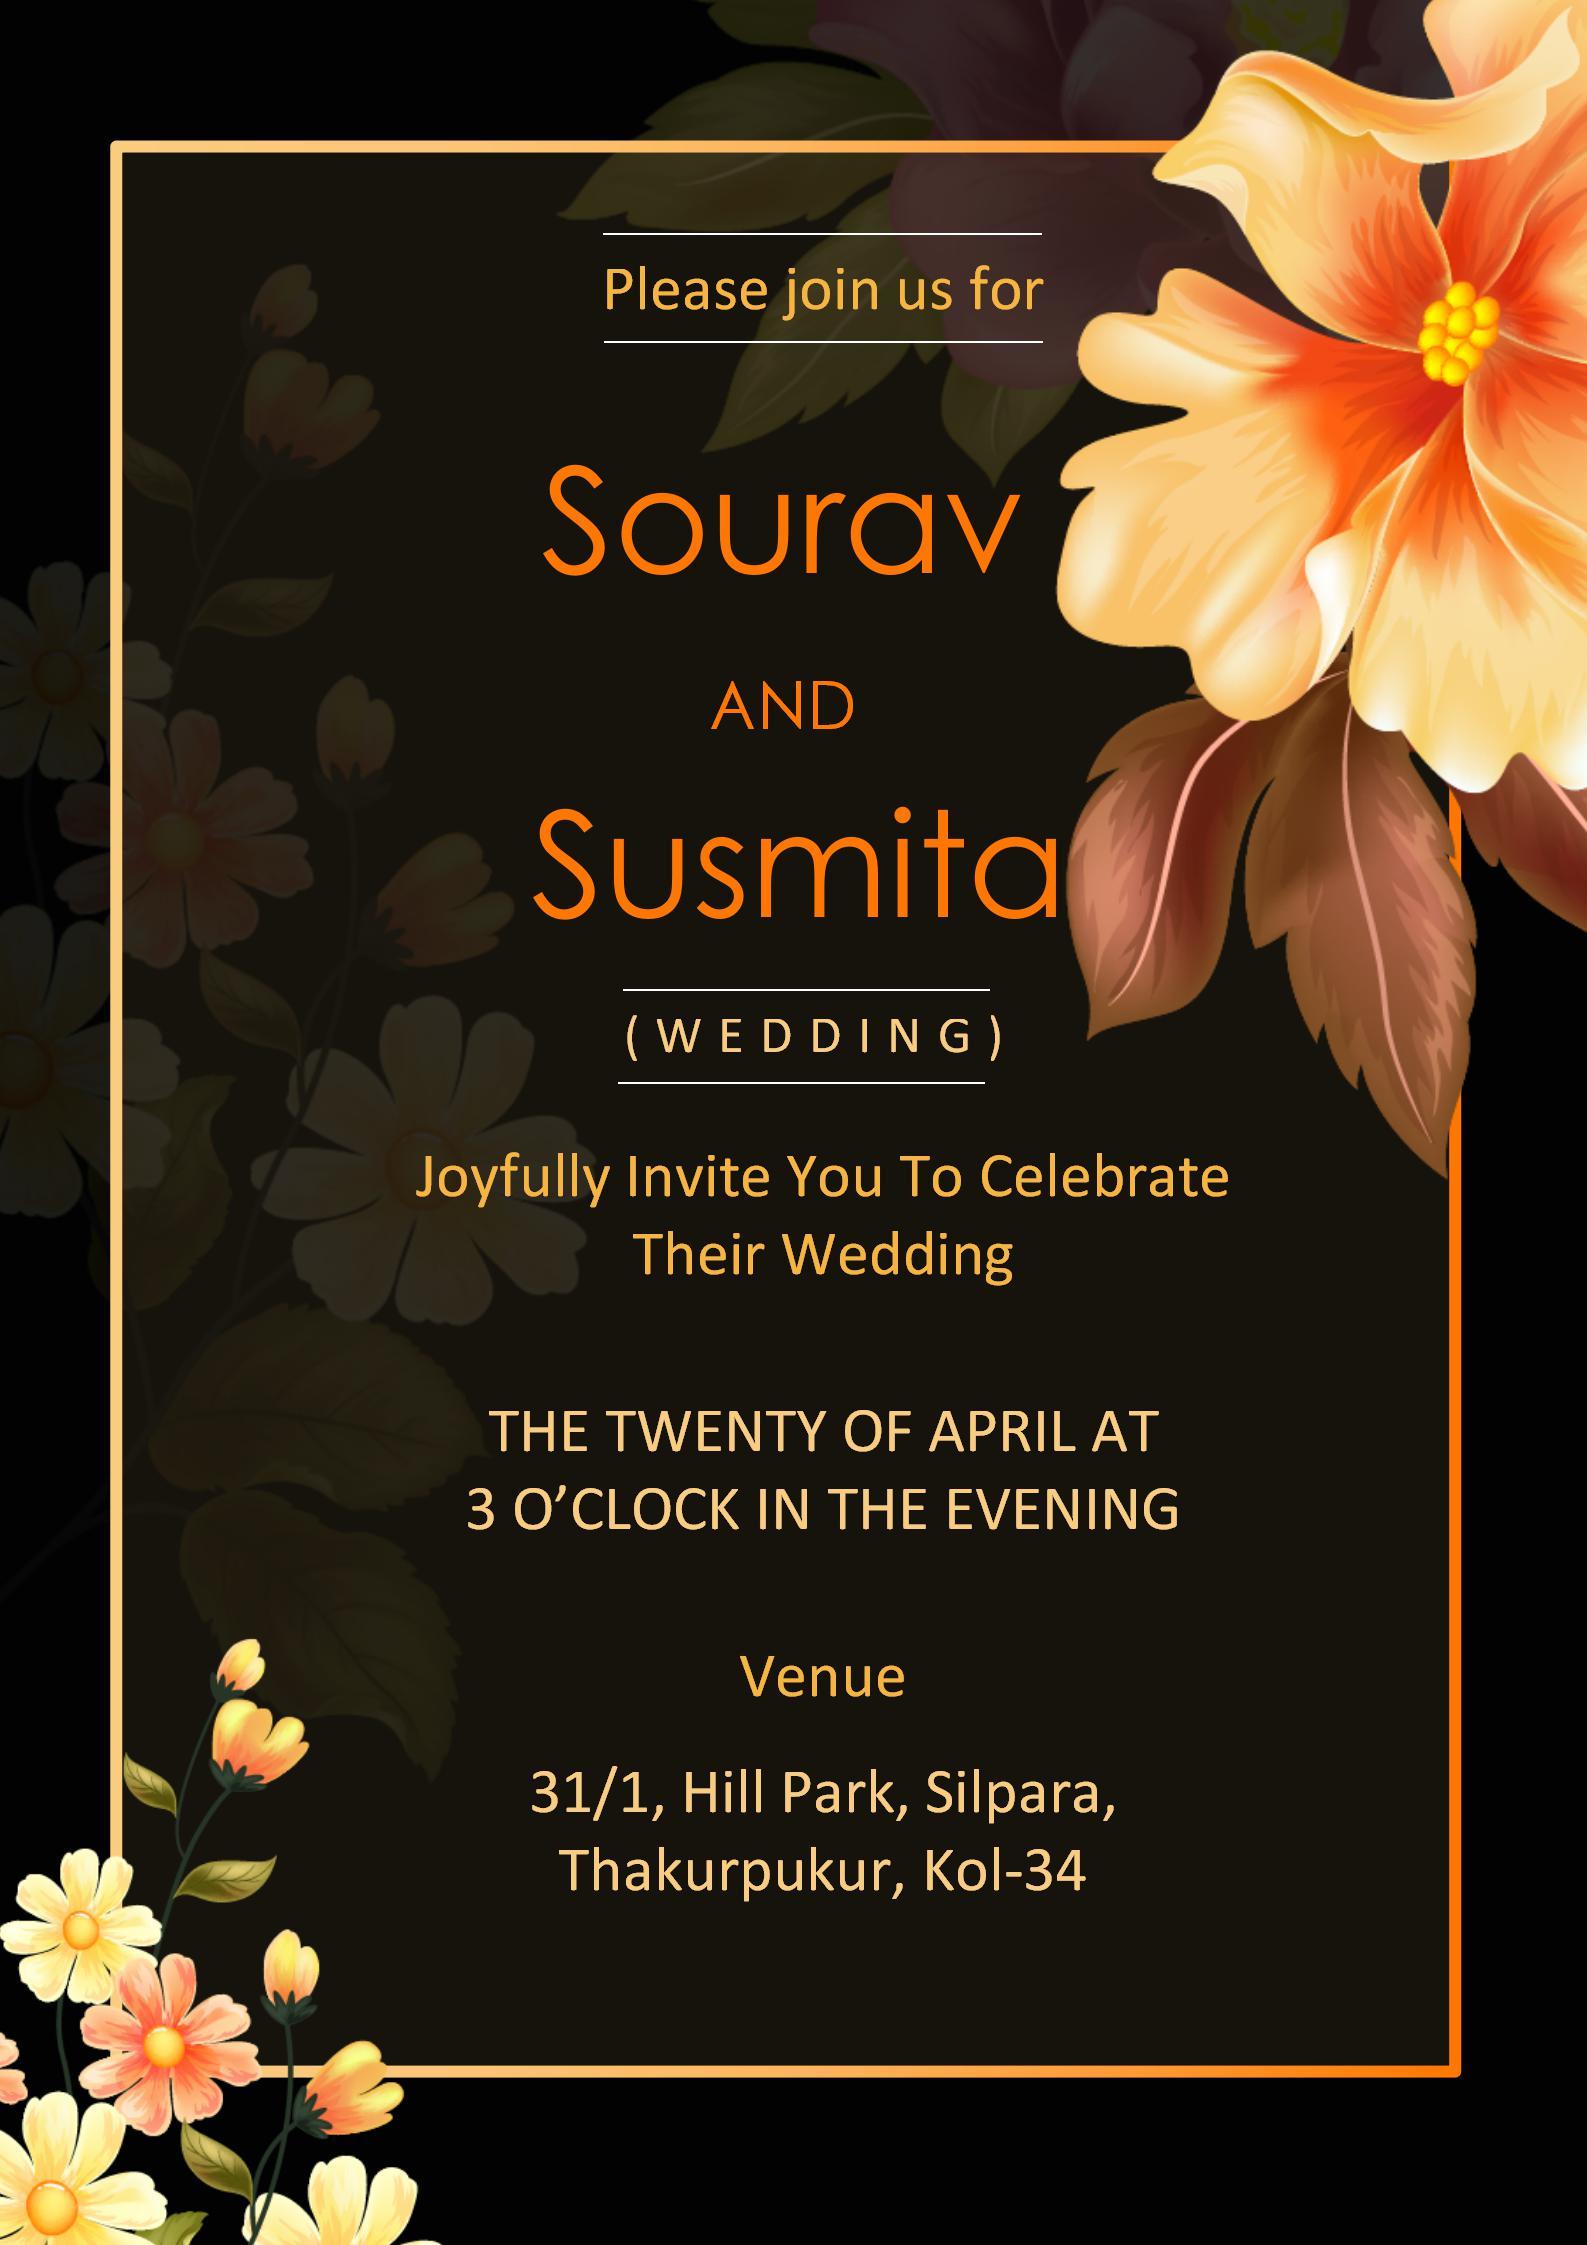 Please join us for
Sourav
AND
Susmita
(WEDDING)
Joyfully Invite You To Celebrate
Their Wedding
THE TWENTY OF APRIL AT
3 O’CLOCK IN THE EVENING
Venue
31/1, Hill Park, Silpara,
Thakurpukur, Kol-34